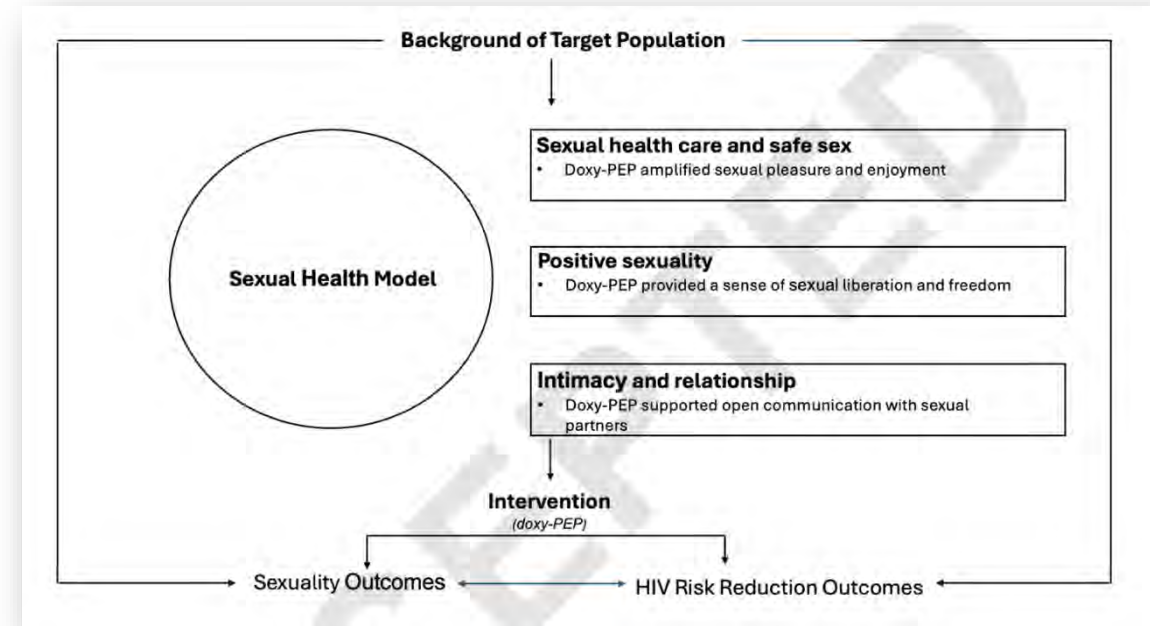 Background of Target Population
Sexual health care and safe sex
• Doxy-PEP amplified sexual pleasure and enjoyment
Sexual Health Model
Positive sexuality
• Doxy-PEP provided a sense of sexual liberation and freedom
Intimacy and relationship
• Doxy-PEP supported open communication with sexual
partners
Intervention
(doxy-PEP)
Sexuality Outcomes
HIV Risk Reduction Outcomes